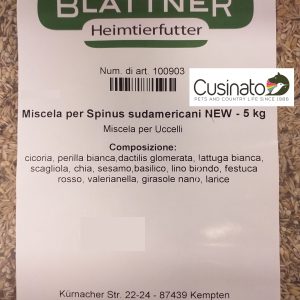 BLATTNER
Heimtierfutter
Num. di art. 100903
Cusinato
PETS AND COUNTRY LIFE SINCE 1980
Miscela per Spinus sudamericani NEW - 5 kg
Miscela per Uccelli
Composizione:
cicoria, perilla bianca,dactilis glomerata, lattuga bianca,
scagliola, chia, sesamo,basilico, lino biondo, festuca
rosso, valerianella, girasole nano, larice
Kürnacher Str. 22-24 - 87439 Kempten